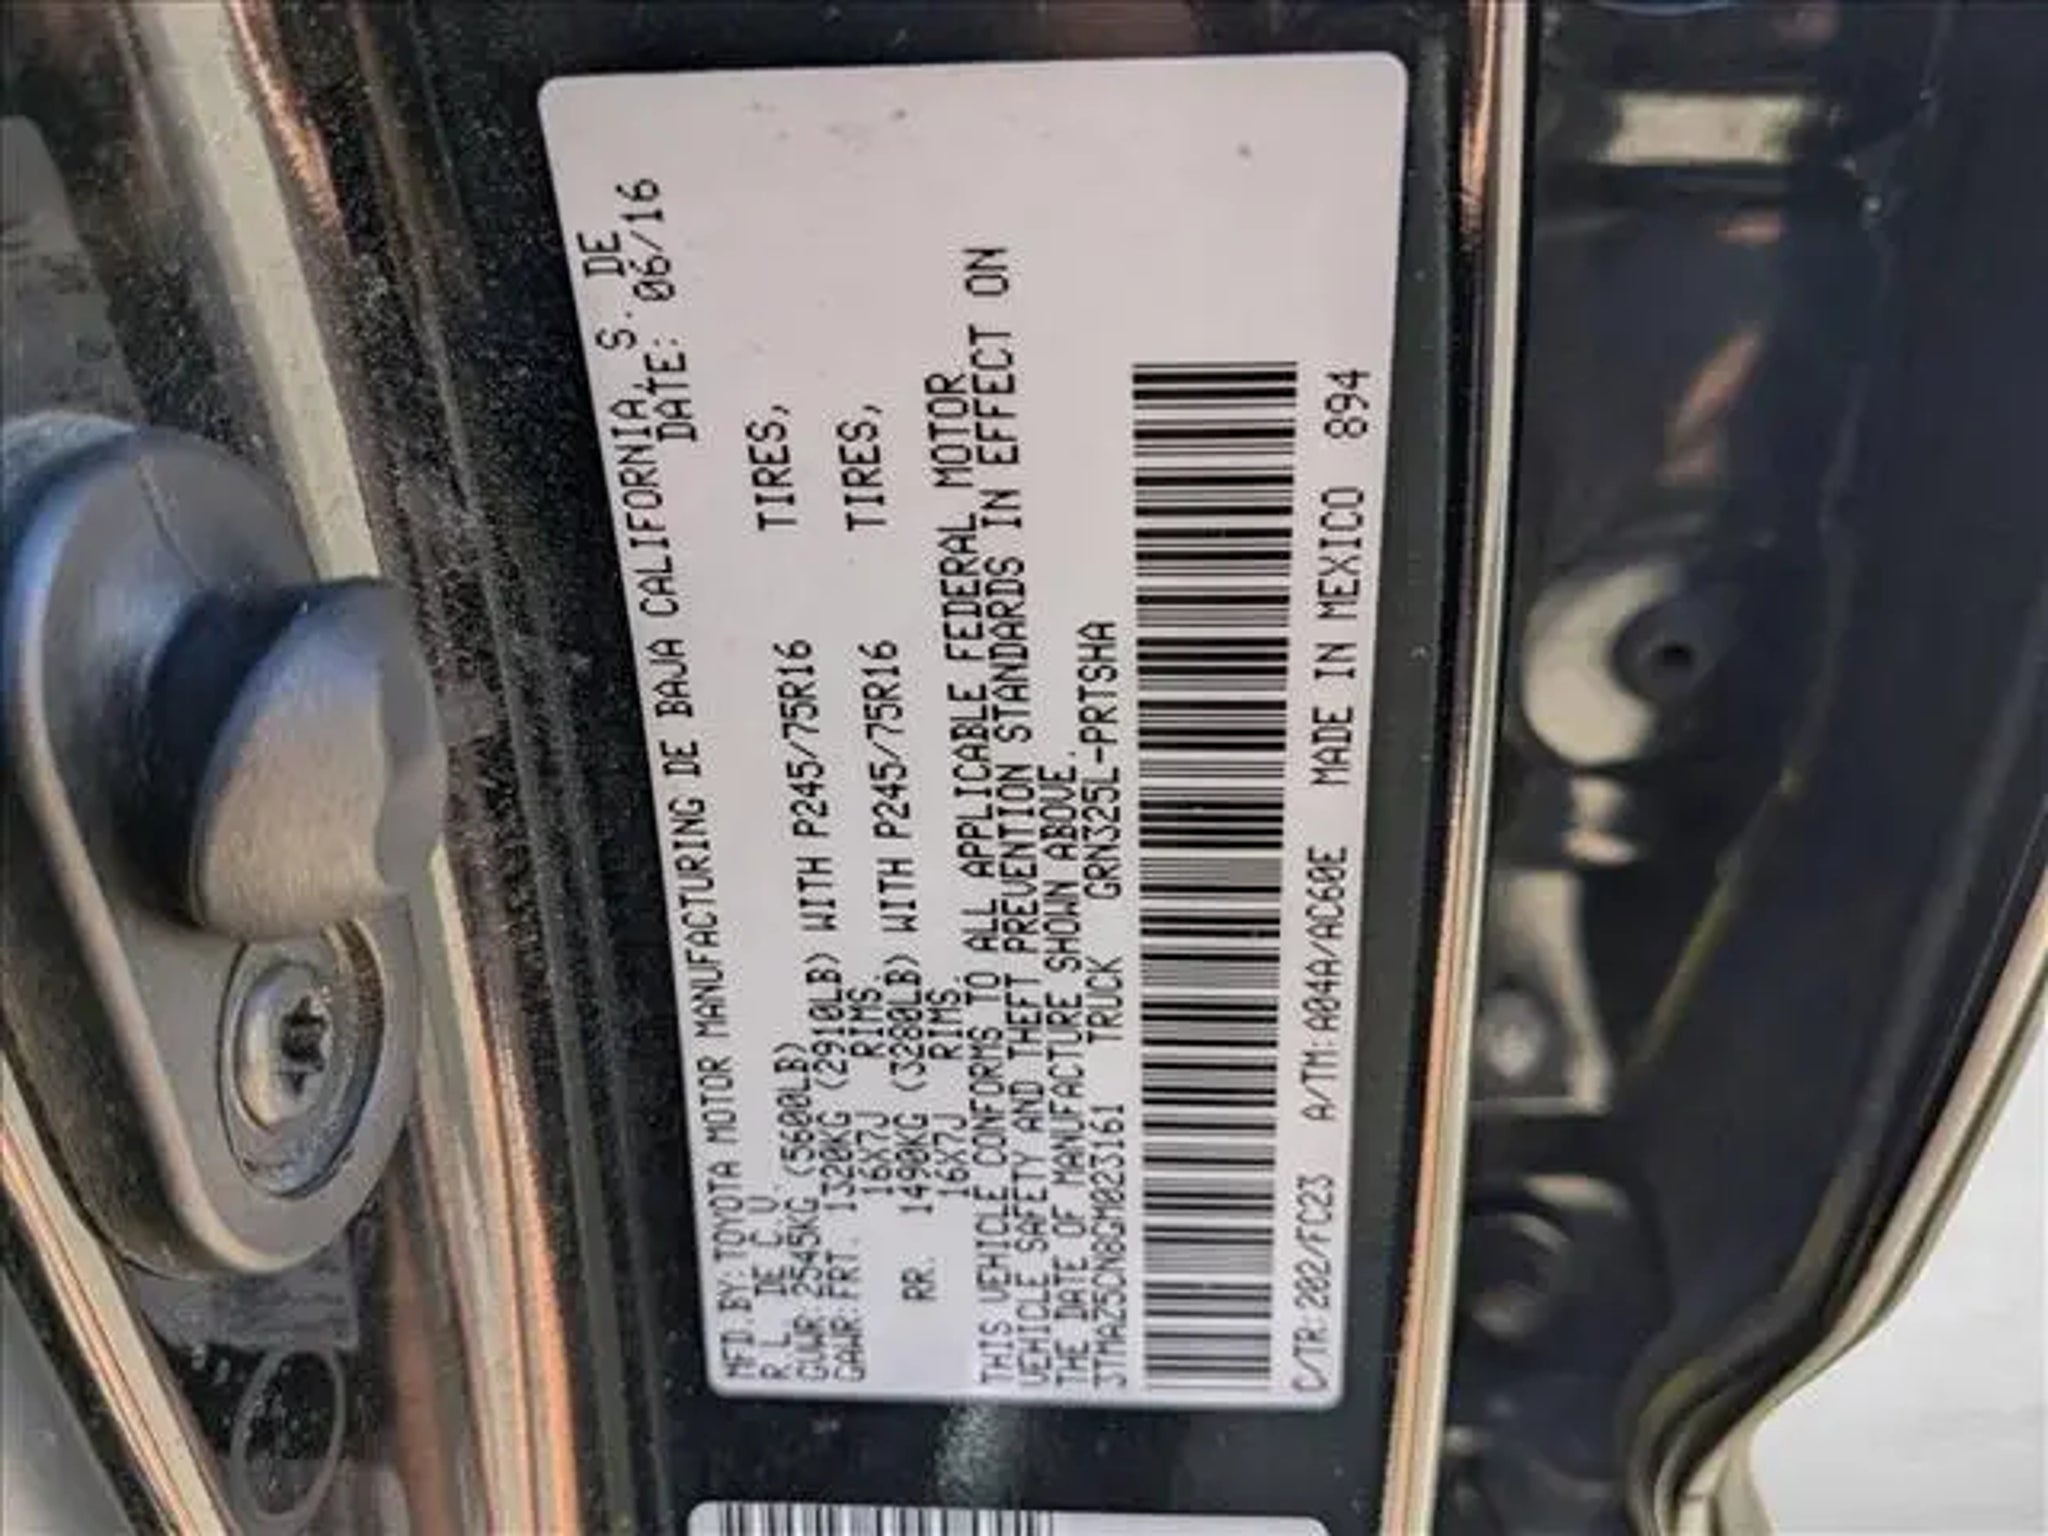 MFD.BY:TOYOTA MOTOR MANUFACTURING DE BAJA CALIFORNIA, S. DE
R.L. DE C.V. DATE: 06/16
GVWR:2545KG (5600LB)
GAWR:FRT. 1320KG (2910LB) WITH P245/75R16 TIRES,
16X7J RIMS,
RR. 1490KG (3280LB) WITH P245/75R16 TIRES,
16X7J RIMS,
THIS VEHICLE CONFORMS TO ALL APPLICABLE FEDERAL MOTOR
VEHICLE SAFETY AND THEFT PREVENTION STANDARDS IN EFFECT ON
THE DATE OF MANUFACTURE SHOWN ABOVE.
3TMAZ5CN8GM023161 TRUCK GRN325L-PRTSHA
C/TR:202/FC23 A/TM:A04A/AC60E MADE IN MEXICO 894